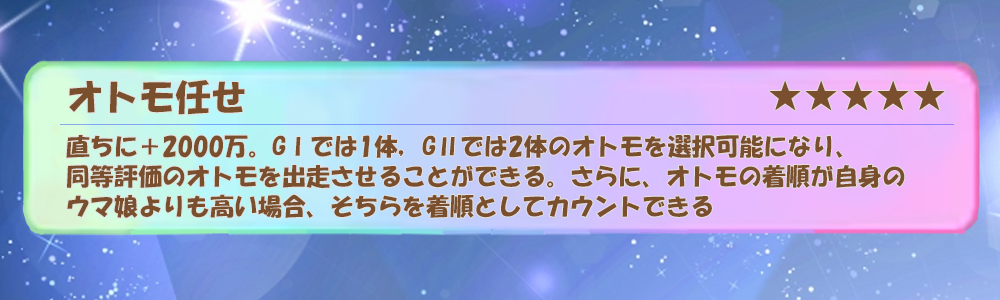 オトモ任せ ★★★★★
直ちに＋2000万。GⅠでは1体，GⅡでは2体のオトモを選択可能になり、
同等評価のオトモを出走させることができる。さらに、オトモの着順が自身の
ウマ娘よりも高い場合、そちらを着順としてカウントできる